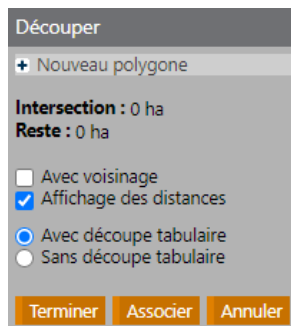 Découper
Nouveau polygone
Intersection : 0 ha
Reste : 0 ha
Avec voisinage
Affichage des distances
Avec découpe tabulaire
Sans découpe tabulaire
Terminer Associer Annuler